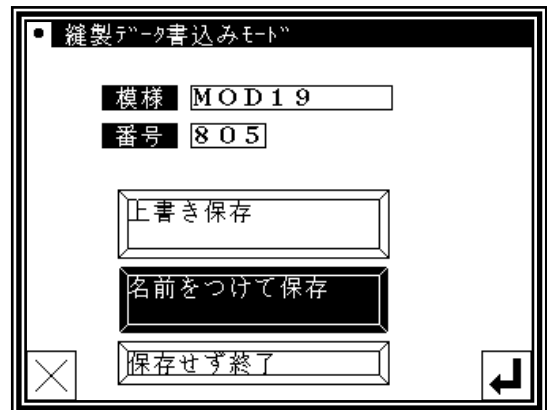 縫製ﾃﾞｰﾀ書込みﾓｰﾄﾞ
模様 ＭＯＤ１９
番号 ８０５
上書き保存
名前をつけて保存
保存せず終了